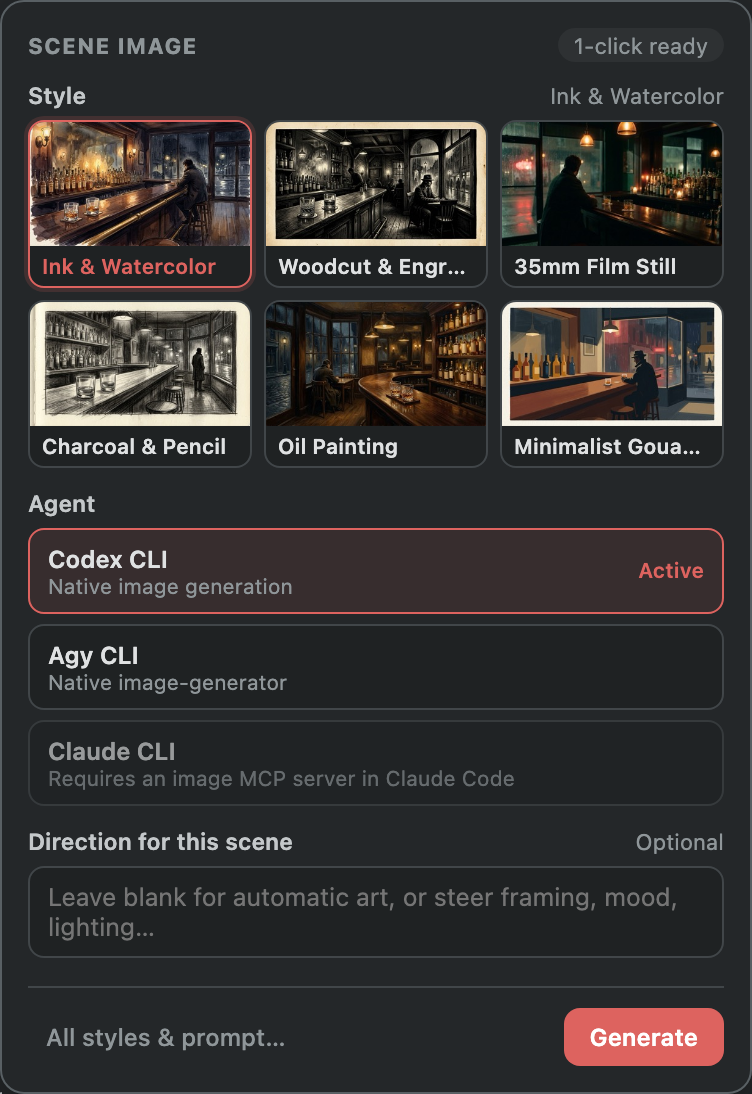 SCENE IMAGE
1-click ready
Style
Ink & Watercolor
Ink & Watercolor
Woodcut & Engr...
35mm Film Still
Charcoal & Pencil
Oil Painting
Minimalist Goua...
Agent
Codex CLI
Native image generation
Active
Agy CLI
Native image-generator
Claude CLI
Requires an image MCP server in Claude Code
Direction for this scene
Optional
Leave blank for automatic art, or steer framing, mood,
lighting...
All styles & prompt...
Generate